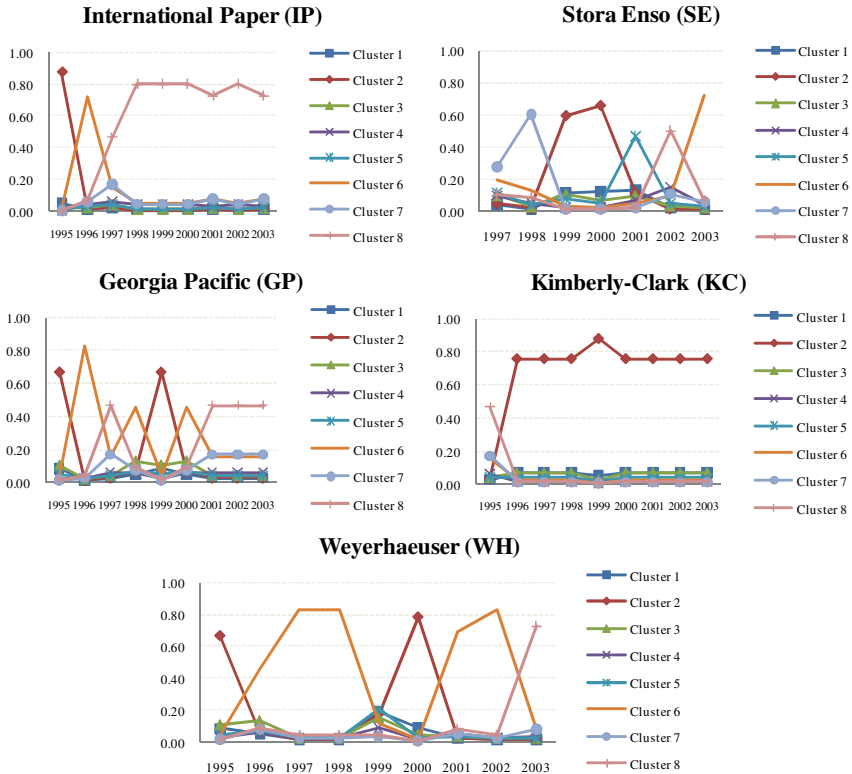 International Paper (IP)
1.00
0.80
0.60
0.40
0.20
0.00
1995 1996 1997 1998 1999 2000 2001 2002 2003
Cluster 1
Cluster 2
Cluster 3
Cluster 4
Cluster 5
Cluster 6
Cluster 7
Cluster 8
Stora Enso (SE)
1.00
0.80
0.60
0.40
0.20
0.00
1997 1998 1999 2000 2001 2002 2003
Cluster 1
Cluster 2
Cluster 3
Cluster 4
Cluster 5
Cluster 6
Cluster 7
Cluster 8
Georgia Pacific (GP)
1.00
0.80
0.60
0.40
0.20
0.00
1995 1996 1997 1998 1999 2000 2001 2002 2003
Cluster 1
Cluster 2
Cluster 3
Cluster 4
Cluster 5
Cluster 6
Cluster 7
Cluster 8
Kimberly-Clark (KC)
1.00
0.80
0.60
0.40
0.20
0.00
1995 1996 1997 1998 1999 2000 2001 2002 2003
Cluster 1
Cluster 2
Cluster 3
Cluster 4
Cluster 5
Cluster 6
Cluster 7
Cluster 8
Weyerhaeuser (WH)
1.00
0.80
0.60
0.40
0.20
0.00
1995 1996 1997 1998 1999 2000 2001 2002 2003
Cluster 1
Cluster 2
Cluster 3
Cluster 4
Cluster 5
Cluster 6
Cluster 7
Cluster 8